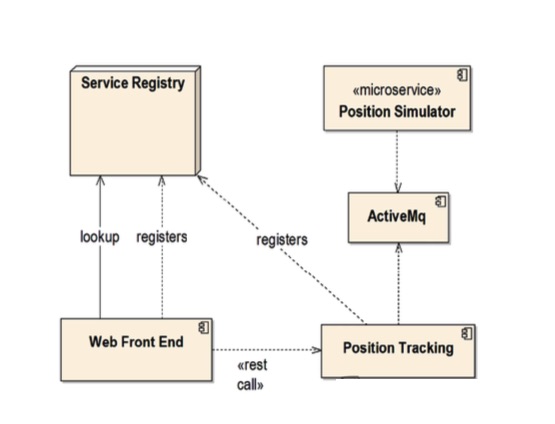 Service Registry
«microservice»
Position Simulator
ActiveMq
lookup
registers
registers
Web Front End
Position Tracking
«rest
call»